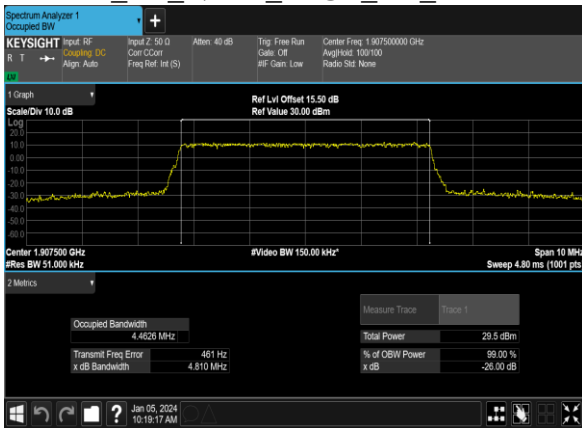 Spectrum Analyzer 1
Occupied BW
KEYSIGHT Input: RF Input Z: 50 Ω Atten: 40 dB Trig: Free Run Center Freq: 1.907500000 GHz
R T Coupling: DC Corr CCorr Gate: Off Avg|Hold: 100/100
Align: Auto Freq Ref: Int (S) #IF Gain: Low Radio Std: None
LU
1 Graph
Ref Lvl Offset 15.50 dB
Scale/Div 10.0 dB Ref Value 30.00 dBm
Log
20.0
10.0
0.00
-10.0
-20.0
-30.0
-40.0
-50.0
-60.0
Center 1.907500 GHz #Video BW 150.00 kHz* Span 10 MHz
#Res BW 51.000 kHz Sweep 4.80 ms (1001 pts)
2 Metrics
Measure Trace Trace 1
Occupied Bandwidth
4.4626 MHz Total Power 29.5 dBm
Transmit Freq Error 461 Hz % of OBW Power 99.00 %
x dB Bandwidth 4.810 MHz x dB -26.00 dB
? Jan 05, 2024
10:19:17 AM